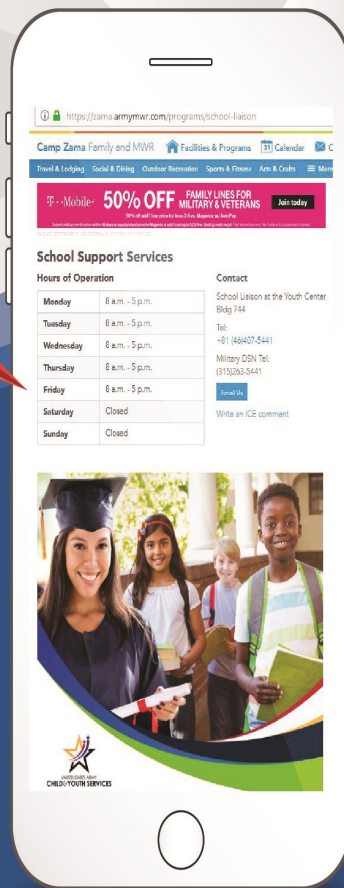 https://zama.armymwr.com/programs/school-liaison
Camp Zama Family and MWR Facilities & Programs 31 Calendar
Travel & Lodging Social & Dining Outdoor Recreation Sports & Fitness Arts & Crafts More
T-Mobile 50% OFF FAMILY LINES FOR MILITARY & VETERANS Join today
School Support Services
Hours of Operation
Monday 8 a.m. - 5 p.m.
Tuesday 8 a.m. - 5 p.m.
Wednesday 8 a.m. - 5 p.m.
Thursday 8 a.m. - 5 p.m.
Friday 8 a.m. - 5 p.m.
Saturday Closed
Sunday Closed
Contact
School Liaison at the Youth Center
Bldg 744
Tel:
+81 (46)407-5441
Military DSN Tel:
(315)263-5441
Email Us
Write an ICE comment
UNITED STATES ARMY
CHILD & YOUTH SERVICES